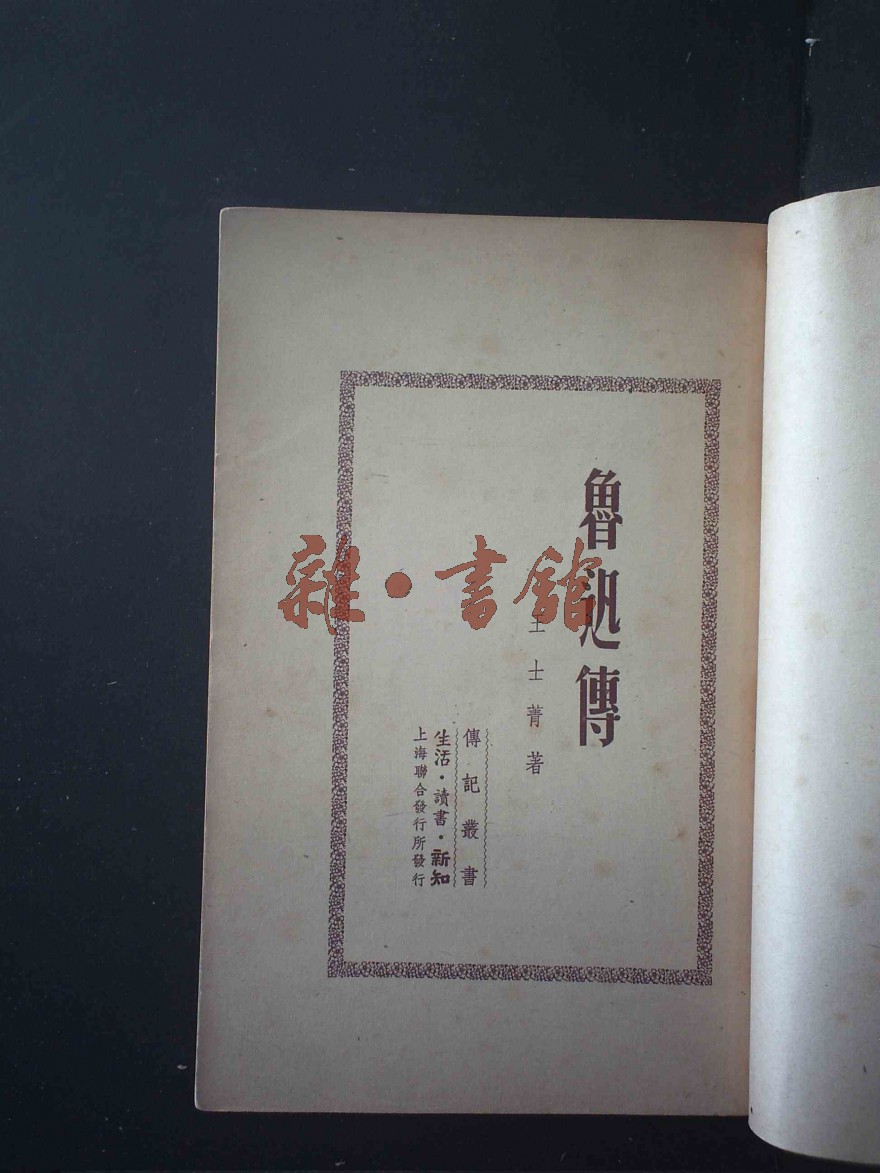 魯迅傳
王士菁著
傳記叢書
生活·讀書·新知
上海聯合發行所發行
雜·書館